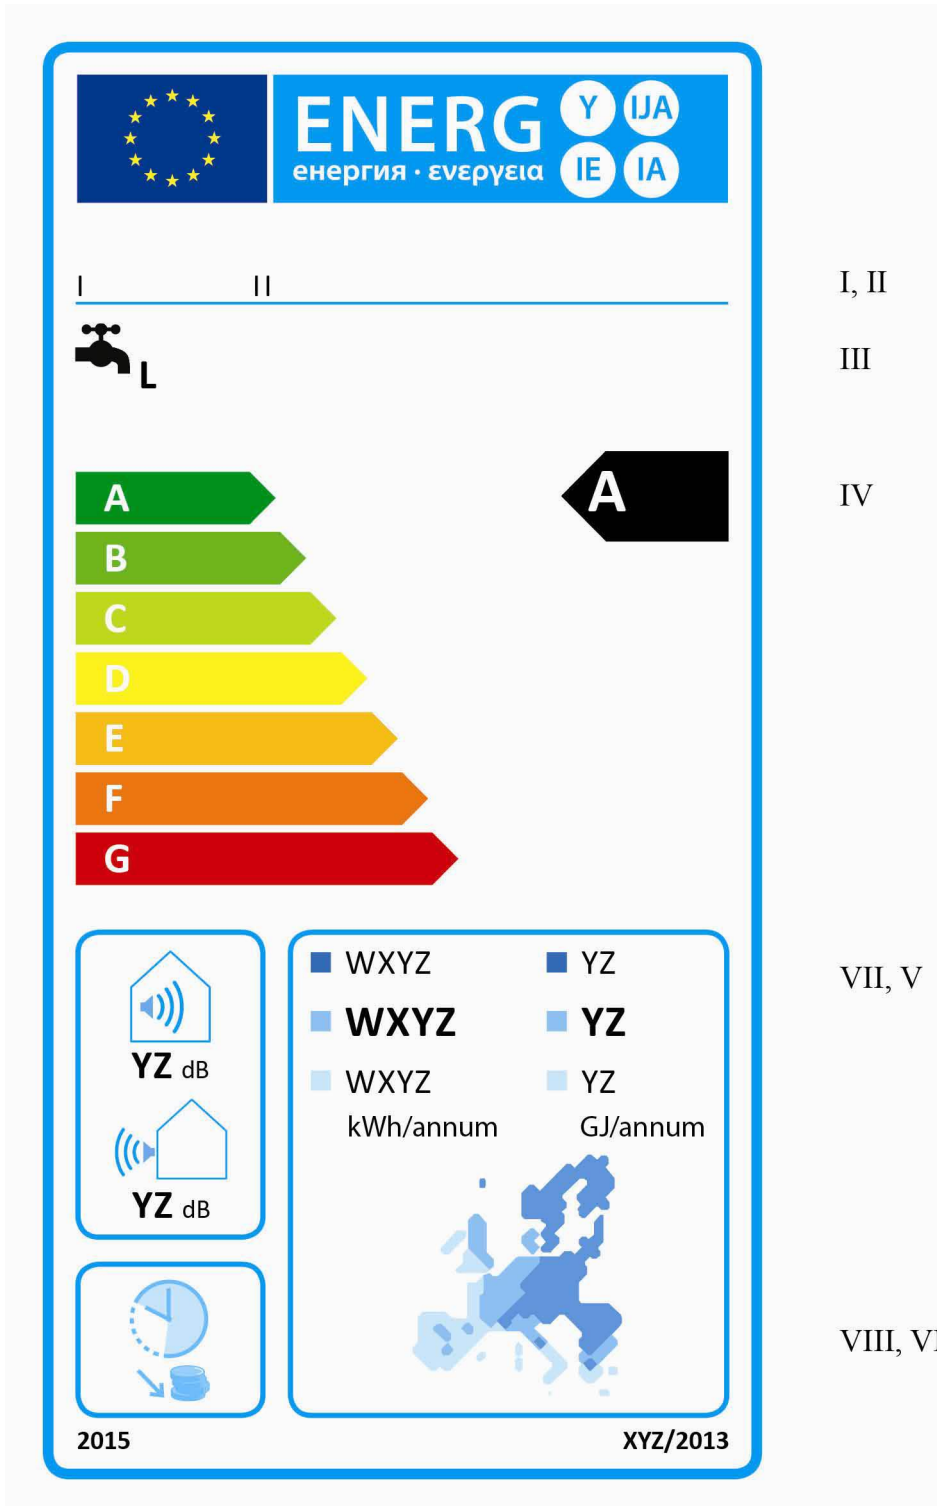 ENERG Y IJA
енергия · ενεργεια IE IA
I II
I, II
L
III
A
A
IV
B
C
D
E
F
G
WXYZ YZ
VII, V
WXYZ YZ
YZ dB
WXYZ YZ
kWh/annum GJ/annum
YZ dB
VIII,
2015 XYZ/2013